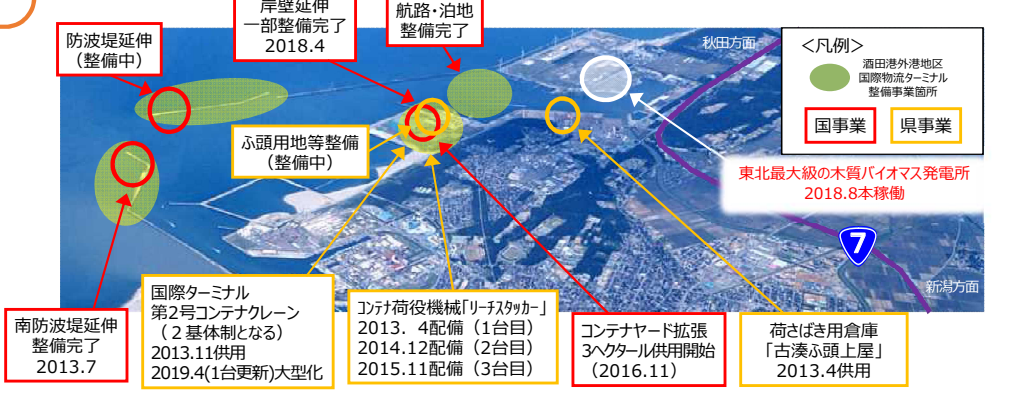 岸壁延伸
一部整備完了
2018.4
航路・泊地
整備完了
防波堤延伸
(整備中)
秋田方面
＜凡例＞
酒田港外港地区
国際物流ターミナル
整備事業箇所
国事業
県事業
ふ頭用地等整備
（整備中）
東北最大級の木質バイオマス発電所
2018.8本稼働
7
新潟方面
南防波堤延伸
整備完了
2013.7
国際ターミナル
第２号コンテナクレーン
（２基体制となる）
2013.11供用
2019.4(1台更新)大型化
ｺﾝﾃﾅ荷役機械｢ﾘｰﾁｽﾀｯｶｰ｣
2013．4配備（1台目）
2014.12配備（2台目）
2015.11配備（3台目）
コンテナヤード拡張
3ヘクタール供用開始
（2016.11）
荷さばき用倉庫
「古湊ふ頭上屋」
2013.4供用